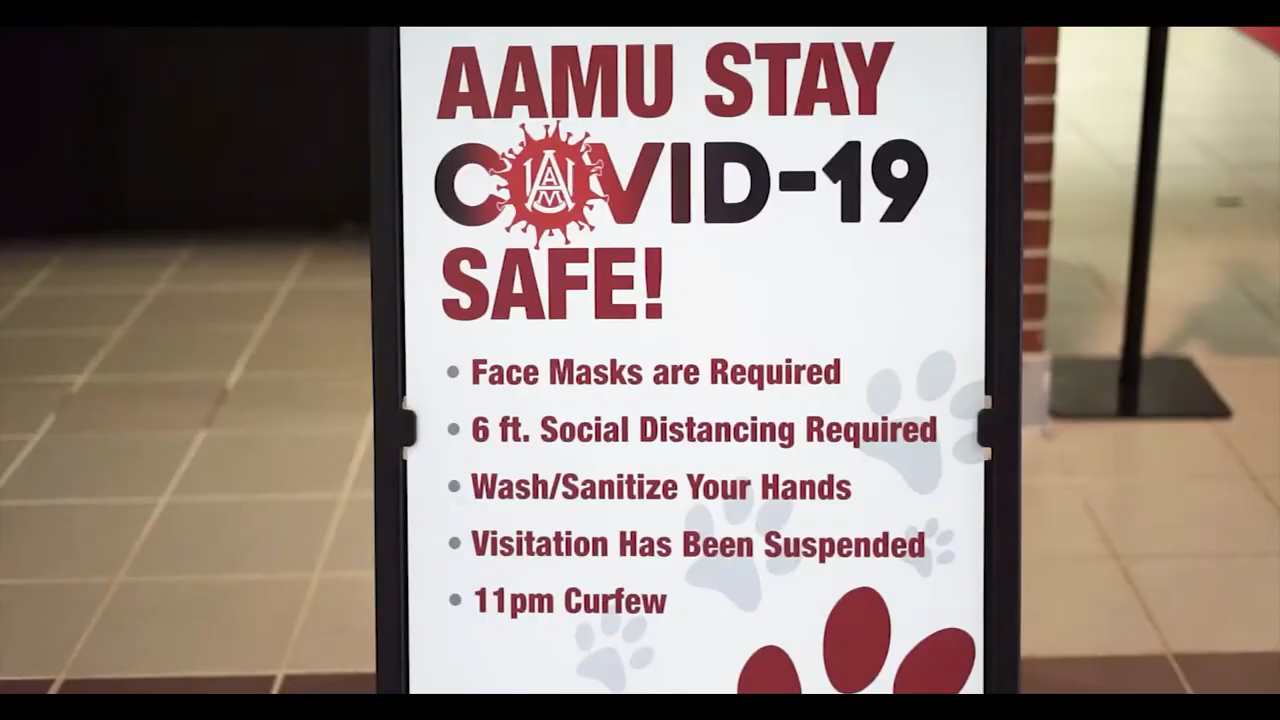 AAMU STAY
COVID-19
SAFE!
• Face Masks are Required
• 6 ft. Social Distancing Required
• Wash/Sanitize Your Hands
• Visitation Has Been Suspended
• 11pm Curfew